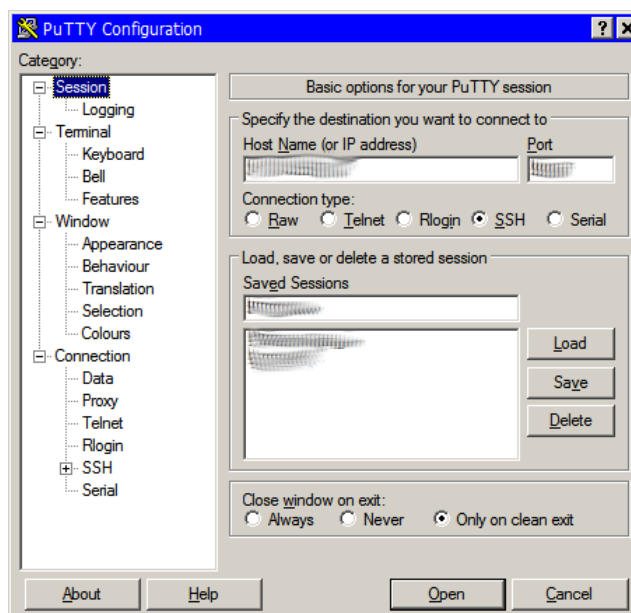 PuTTY Configuration
Category:
Session
Logging
Terminal
Keyboard
Bell
Features
Window
Appearance
Behaviour
Translation
Selection
Colours
Connection
Data
Proxy
Telnet
Rlogin
SSH
Serial
Basic options for your PuTTY session
Specify the destination you want to connect to
Host Name (or IP address) Port
Connection type:
Raw Telnet Rlogin SSH Serial
Load, save or delete a stored session
Saved Sessions
Load
Save
Delete
Close window on exit:
Always Never Only on clean exit
About Help Open Cancel